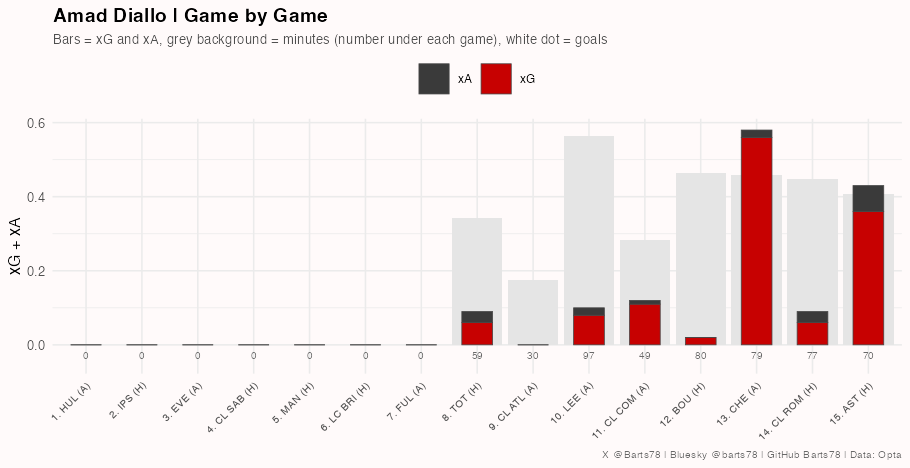 Amad Diallo | Game by Game
Bars = xG and xA, grey background = minutes (number under each game), white dot = goals
xA xG
xG + xA
0.6
0.4
0.2
0.0
0 0 0 0 0 0 0 59 30 97 49 80 79 77 70
1. HUL (A)
2. IPS (H)
3. EVE (A)
4. CL SAB (H)
5. MAN (H)
6. LC BRI (H)
7. FUL (A)
8. TOT (H)
9. CL ATL (A)
10. LEE (A)
11. CL COM (A)
12. BOU (H)
13. CHE (A)
14. CL ROM (H)
15. AST (H)
X @Barts78 | Bluesky @barts78 | GitHub Barts78 | Data: Opta